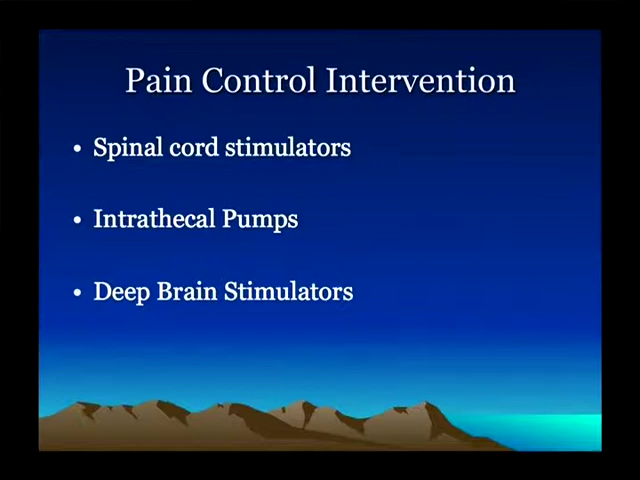 Pain Control Intervention
• Spinal cord stimulators
• Intrathecal Pumps
• Deep Brain Stimulators